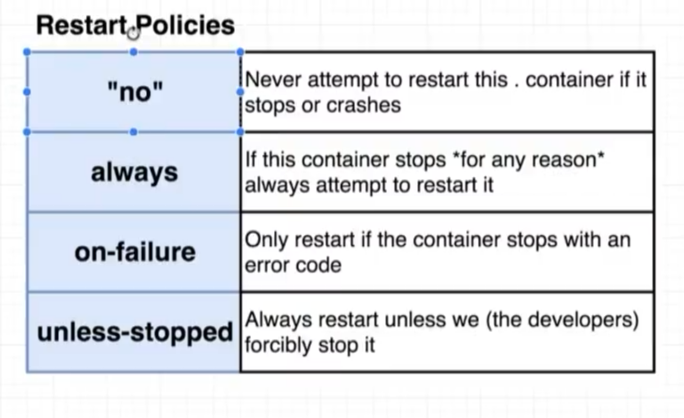 Restart Policies
"no"
Never attempt to restart this . container if it
stops or crashes
always
If this container stops *for any reason*
always attempt to restart it
on-failure
Only restart if the container stops with an
error code
unless-stopped
Always restart unless we (the developers)
forcibly stop it